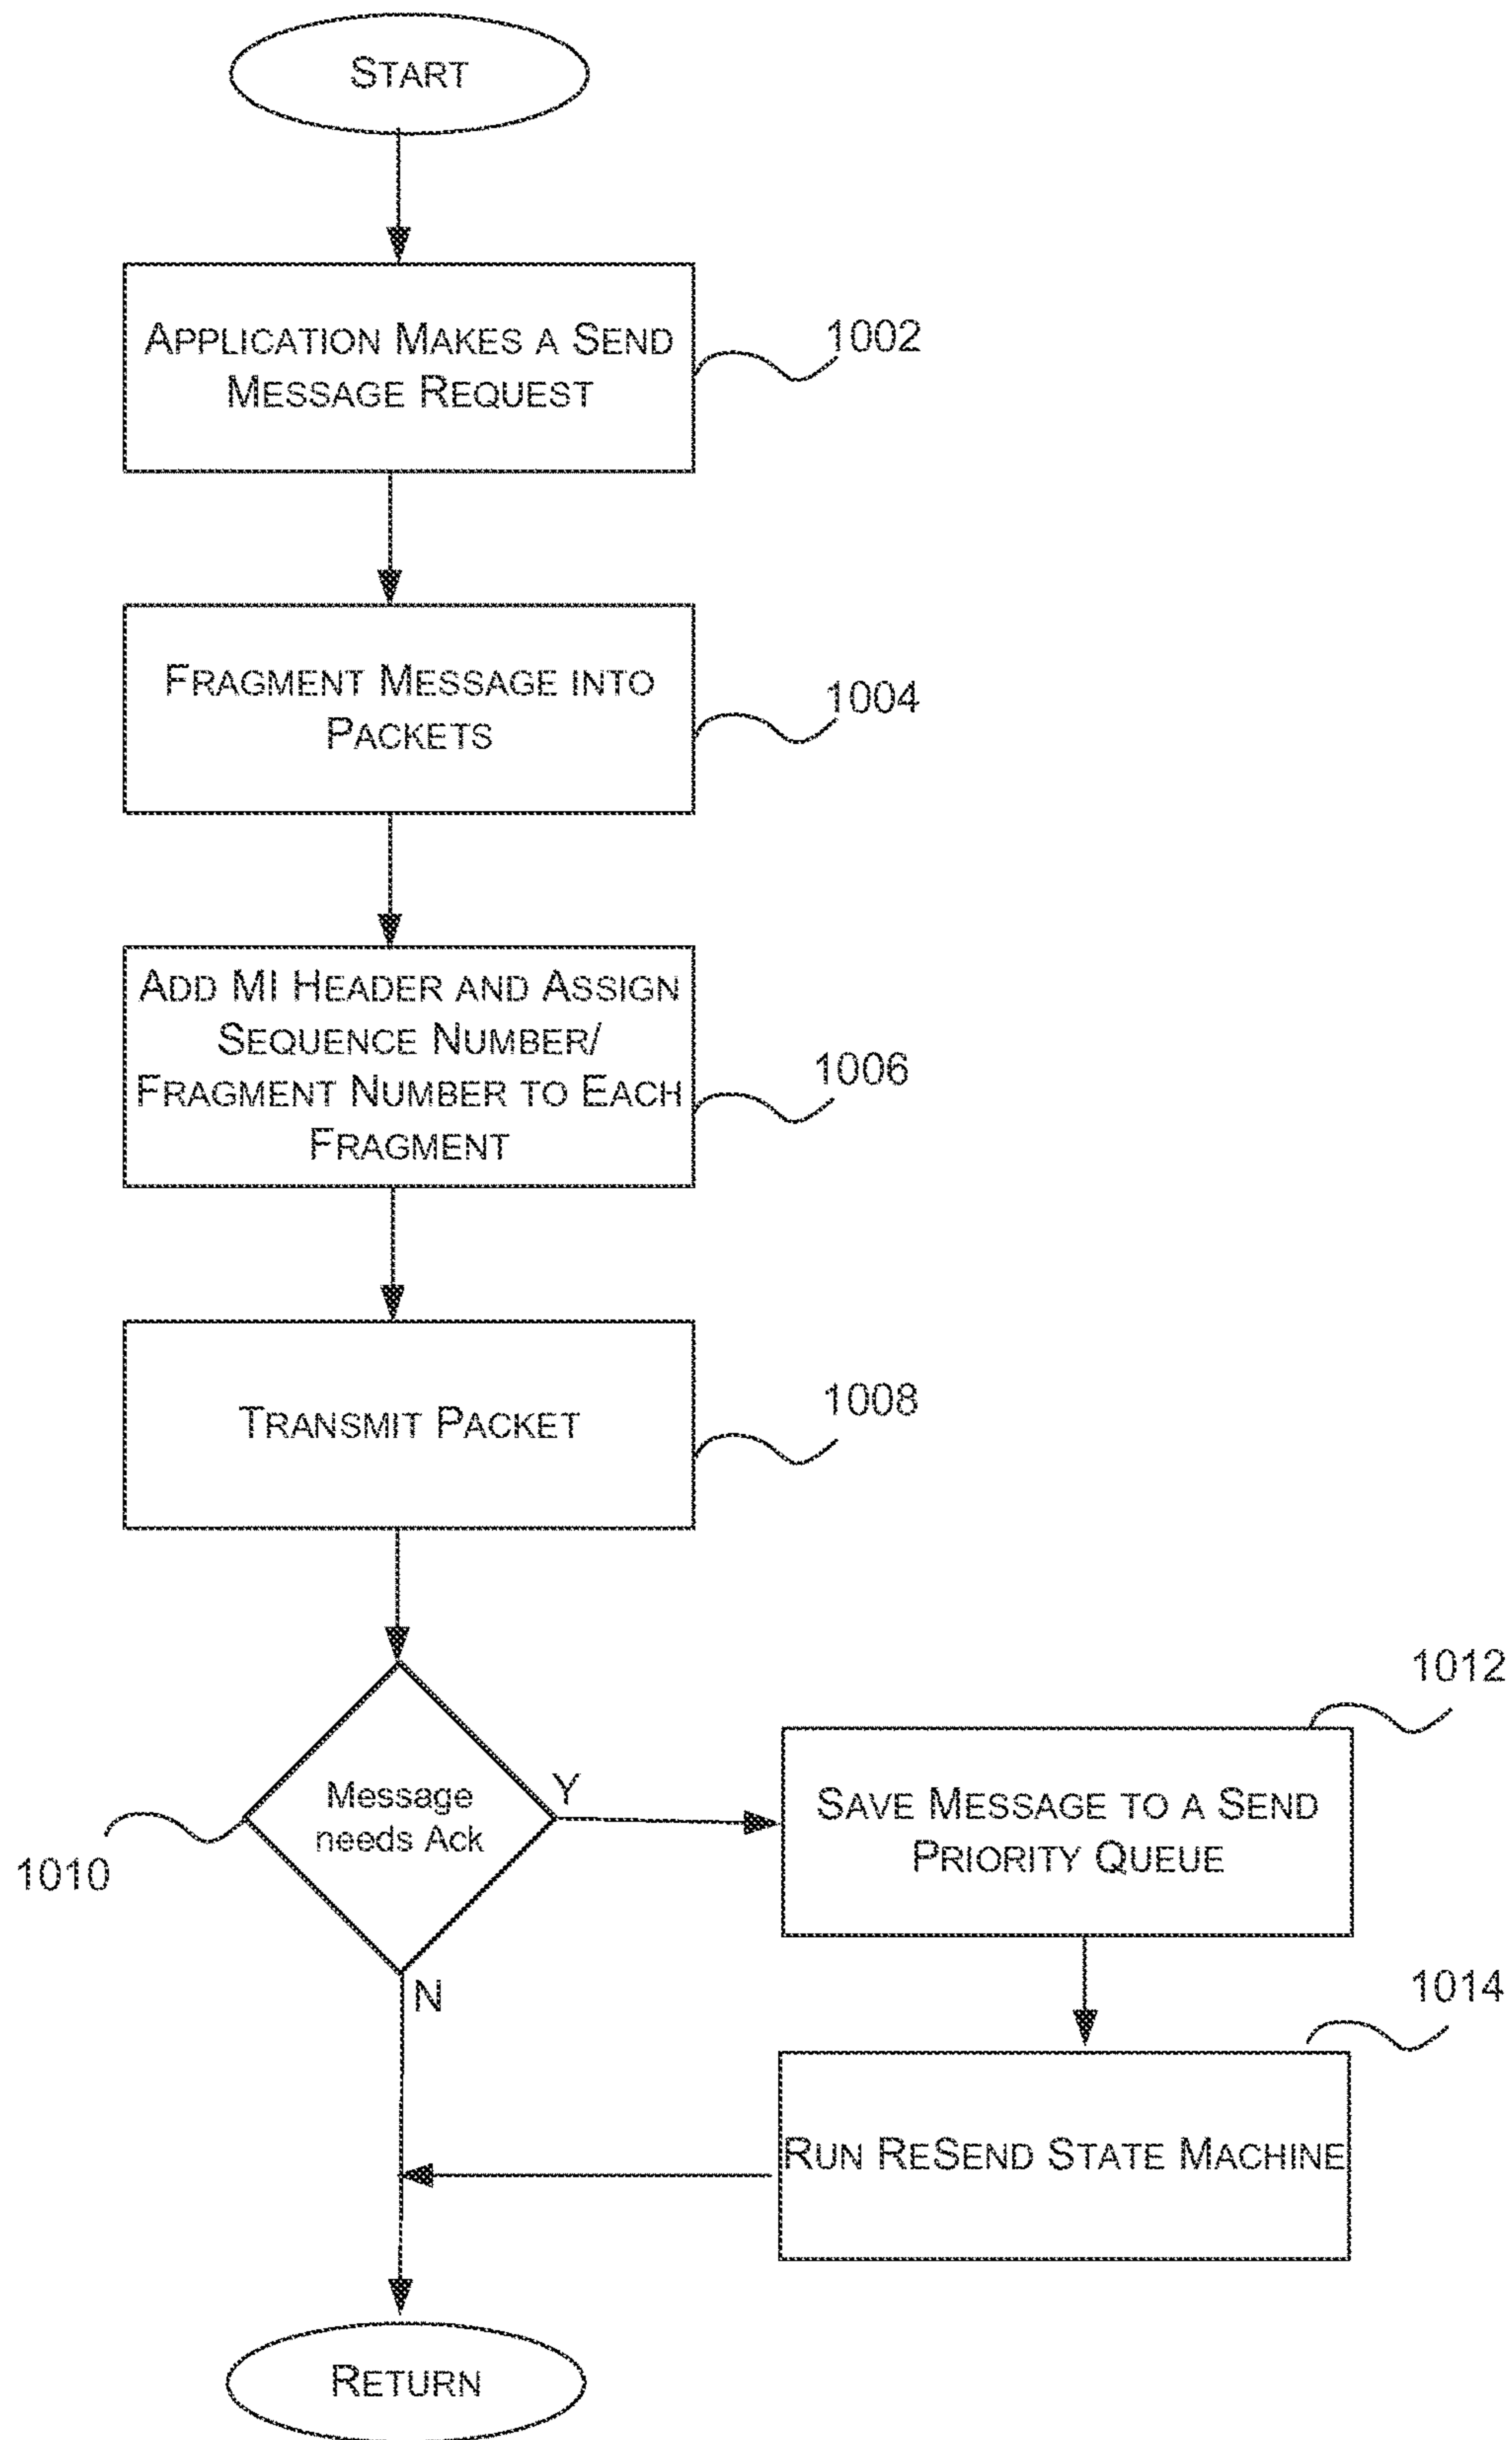 START
APPLICATION MAKES A SEND
MESSAGE REQUEST
1002
FRAGMENT MESSAGE INTO
PACKETS
1004
ADD MI HEADER AND ASSIGN
SEQUENCE NUMBER/
FRAGMENT NUMBER TO EACH
FRAGMENT
1006
TRANSMIT PACKET
1008
Message
needs Ack
1010
Y
N
1012
SAVE MESSAGE TO A SEND
PRIORITY QUEUE
1014
RUN RESEND STATE MACHINE
RETURN